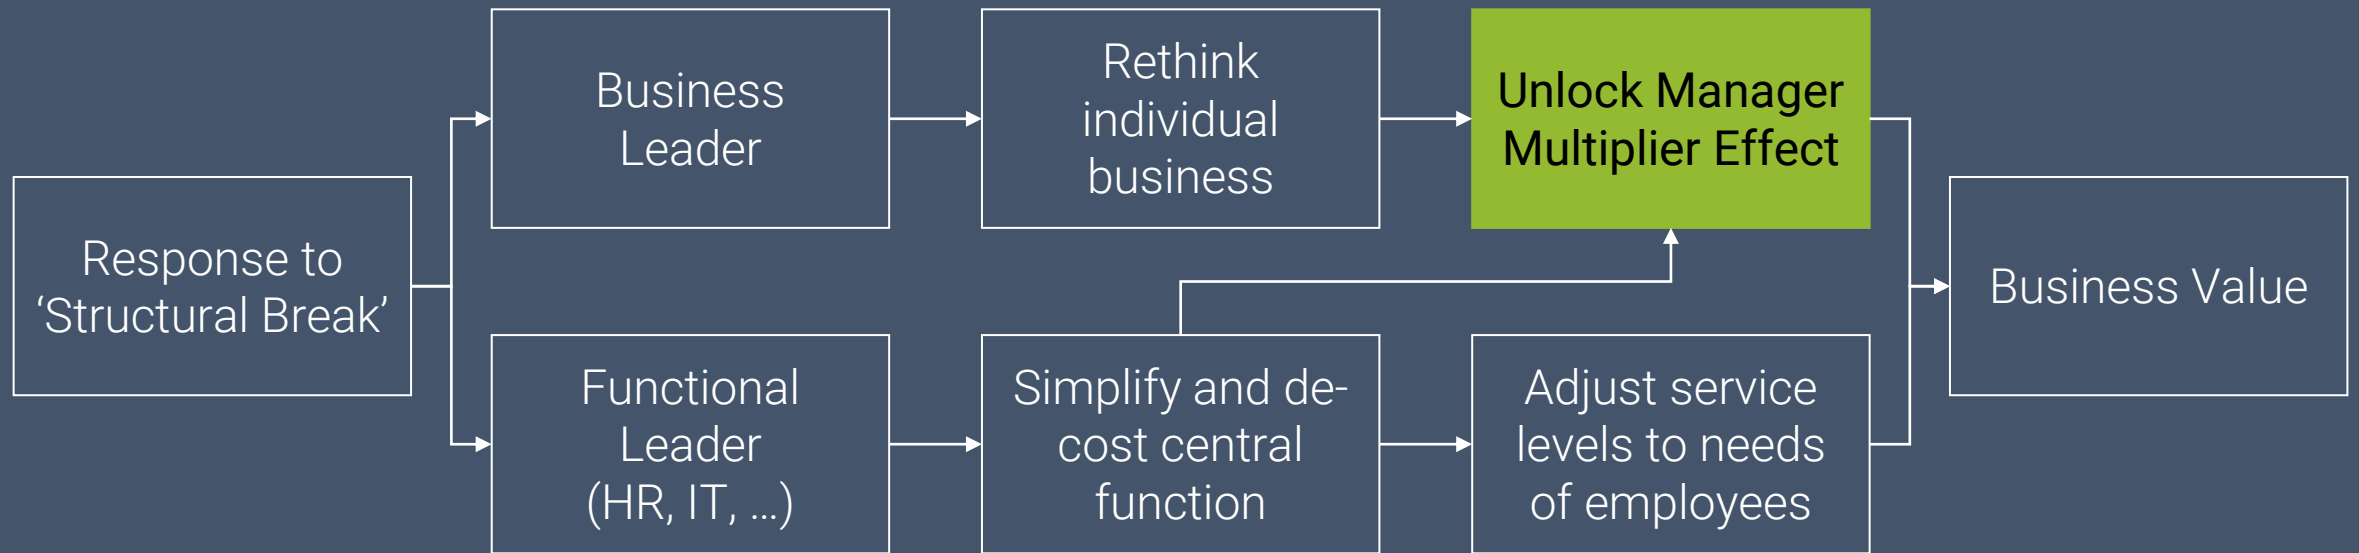 Response to
‘Structural Break’
Business
Leader
Rethink
individual
business
Unlock Manager
Multiplier Effect
Functional
Leader
(HR, IT, …)
Simplify and de-
cost central
function
Adjust service
levels to needs
of employees
Business Value